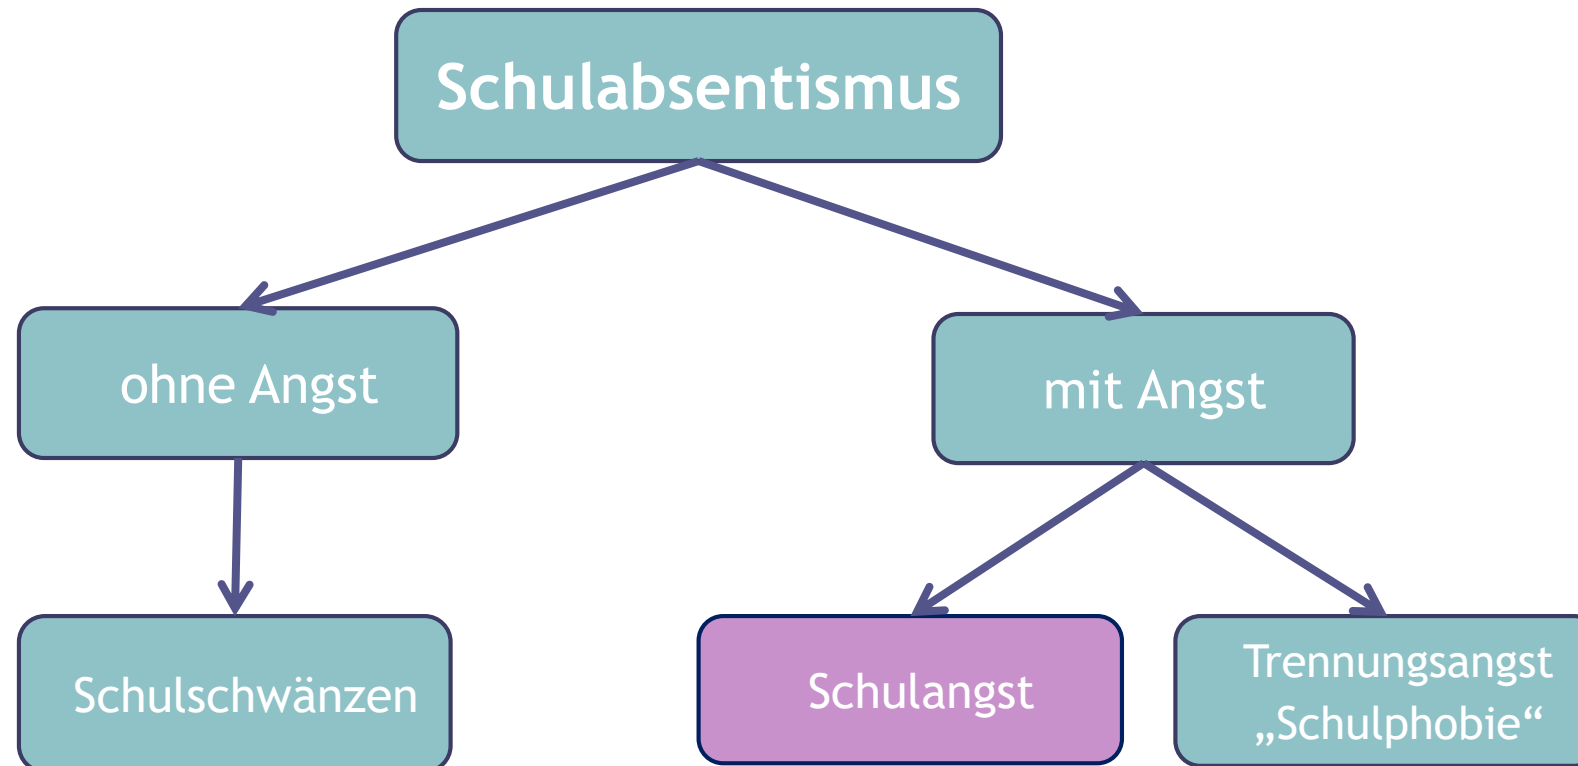 Schulabsentismus
ohne Angst
mit Angst
Schulschwänzen
Schulangst
Trennungsangst
„Schulphobie“